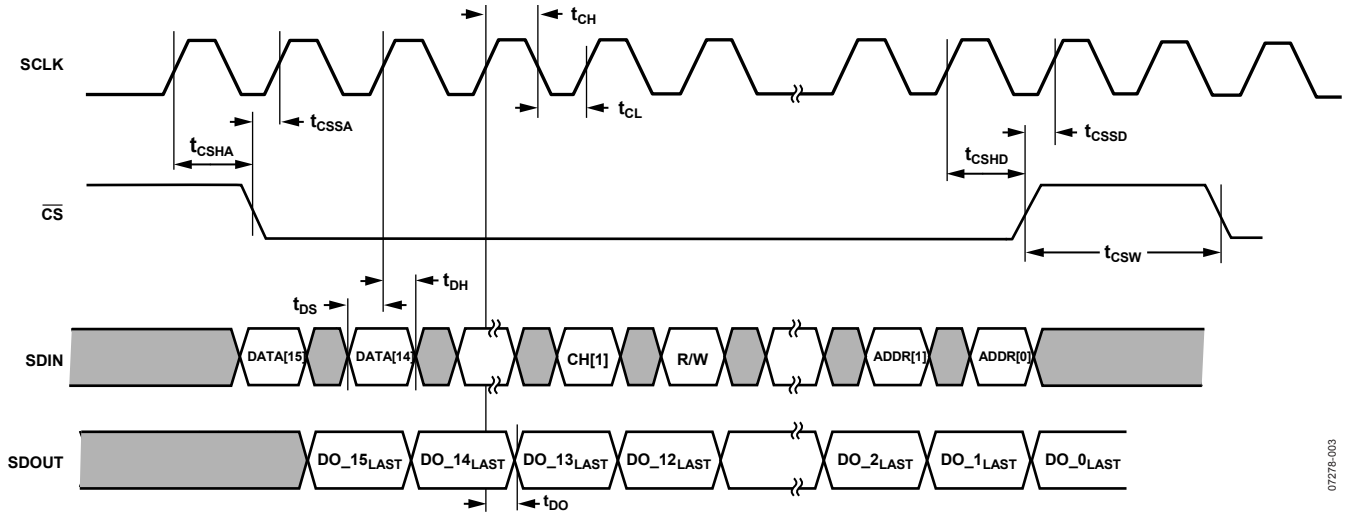 tCH
SCLK
tCL
tCSSA
tCSSD
tCSHA
tCSHD
CS
tCSW
tDH
tDS
SDIN DATA[15] DATA[14] CH[1] R/W ADDR[1] ADDR[0]
SDOUT DO_15LAST DO_14LAST DO_13LAST DO_12LAST DO_2LAST DO_1LAST DO_0LAST
tDO
07278-003